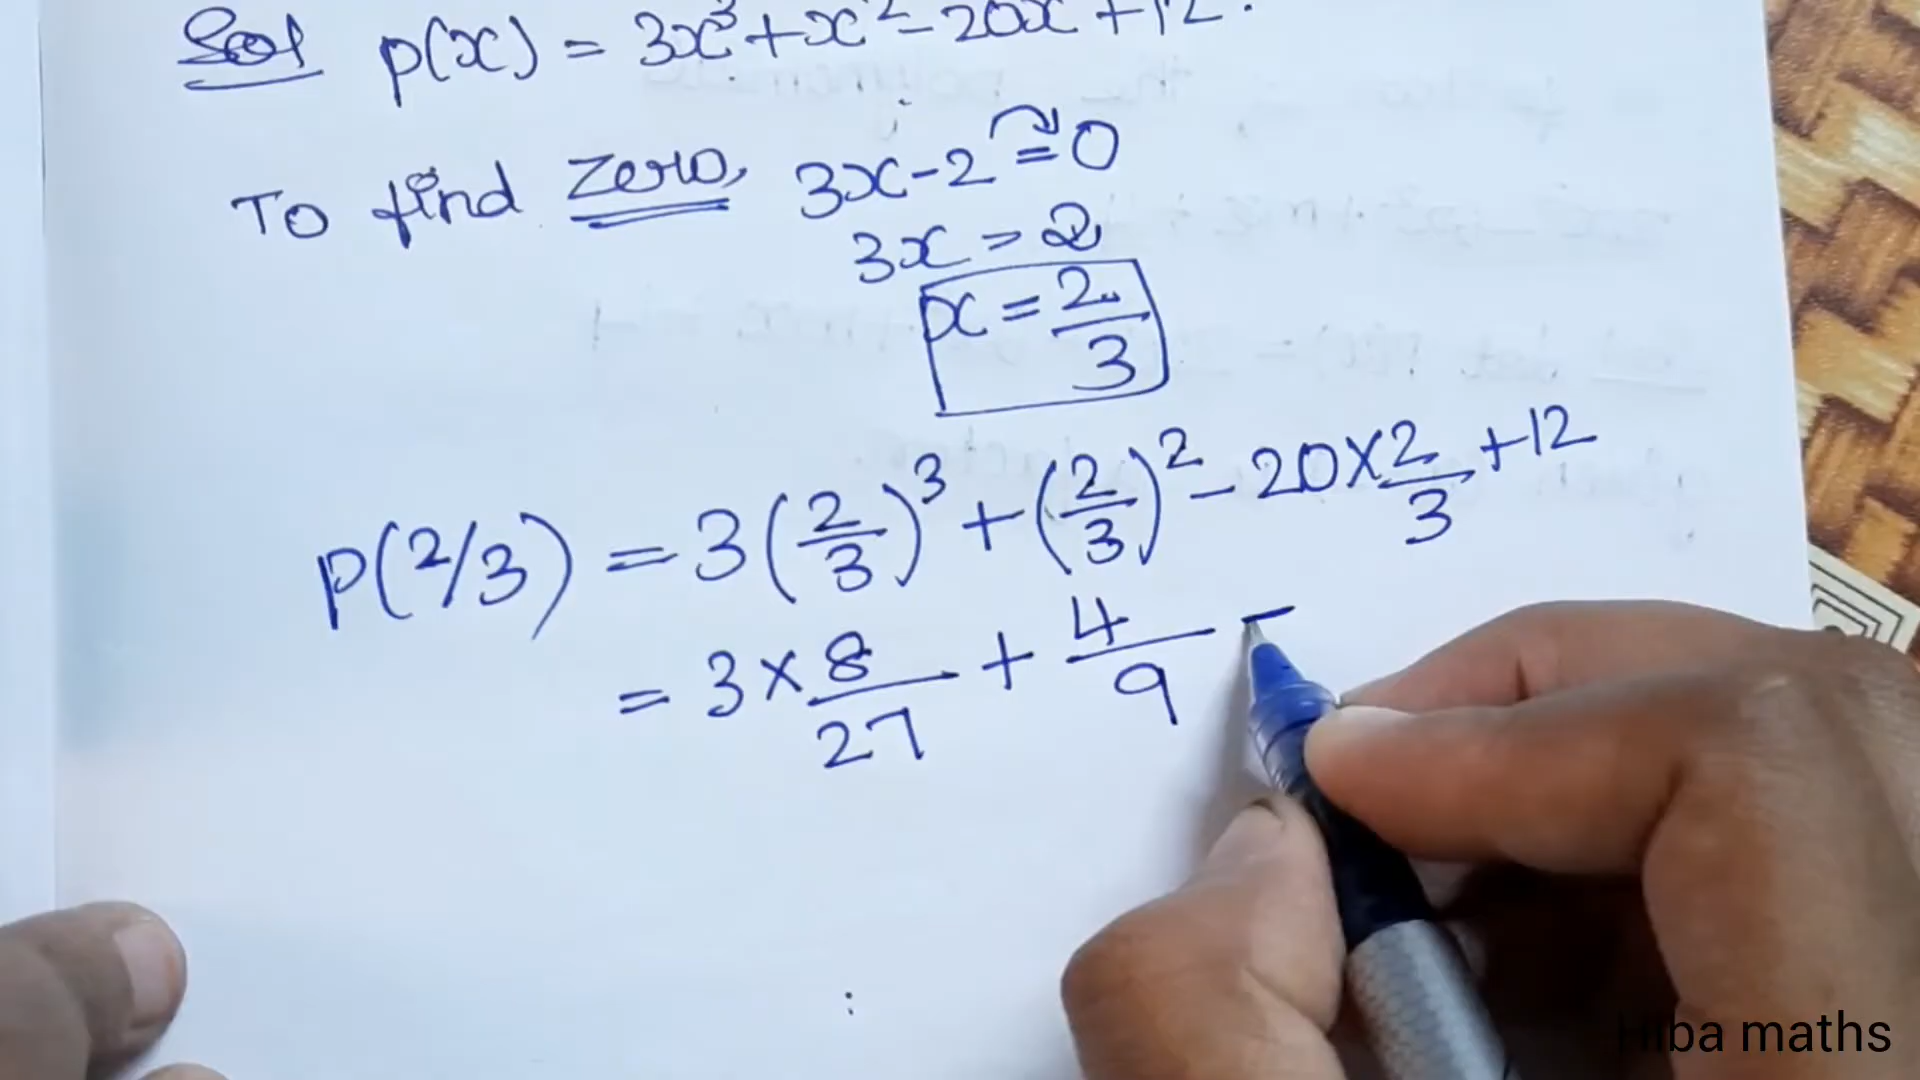 Sol p(x) = 3x³+x²-20x+12.
To find Zero, 3x-2=0
3x = 2
x = 2/3
P(2/3) = 3(2/3)³+(2/3)²-20×2/3+12
= 3×8/27 + 4/9 -
Hiba maths